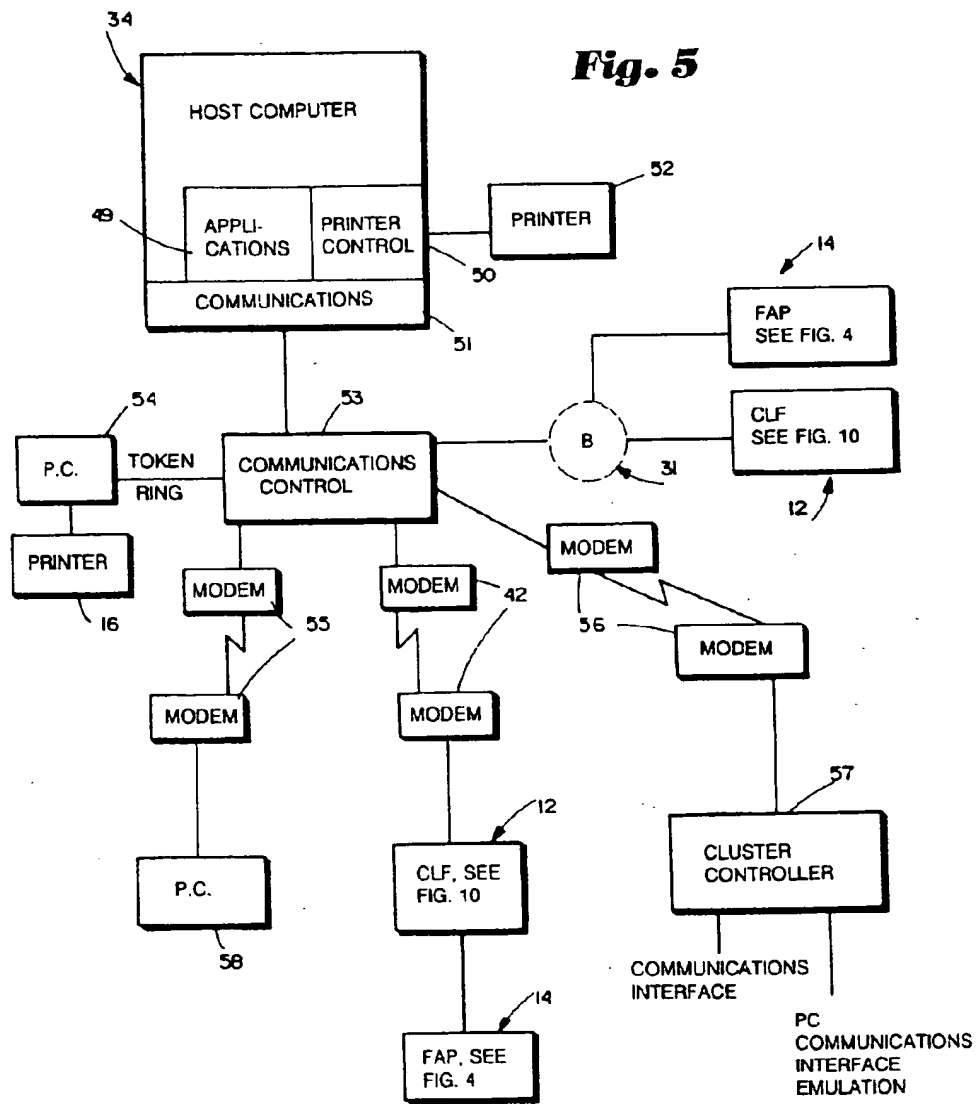 34
Fig. 5
HOST COMPUTER
52
49
APPLI-
CATIONS
PRINTER
CONTROL
PRINTER
50
14
COMMUNICATIONS
51
FAP
SEE FIG. 4
54
53
CLF
SEE FIG. 10
P.C.
TOKEN
RING
COMMUNICATIONS
CONTROL
B
31
12
PRINTER
MODEM
MODEM
MODEM
16
55
42
56
MODEM
MODEM
MODEM
57
12
CLUSTER
CONTROLLER
P.C.
CLF, SEE
FIG. 10
58
COMMUNICATIONS
INTERFACE
14
PC
COMMUNICATIONS
INTERFACE
EMULATION
FAP, SEE
FIG. 4